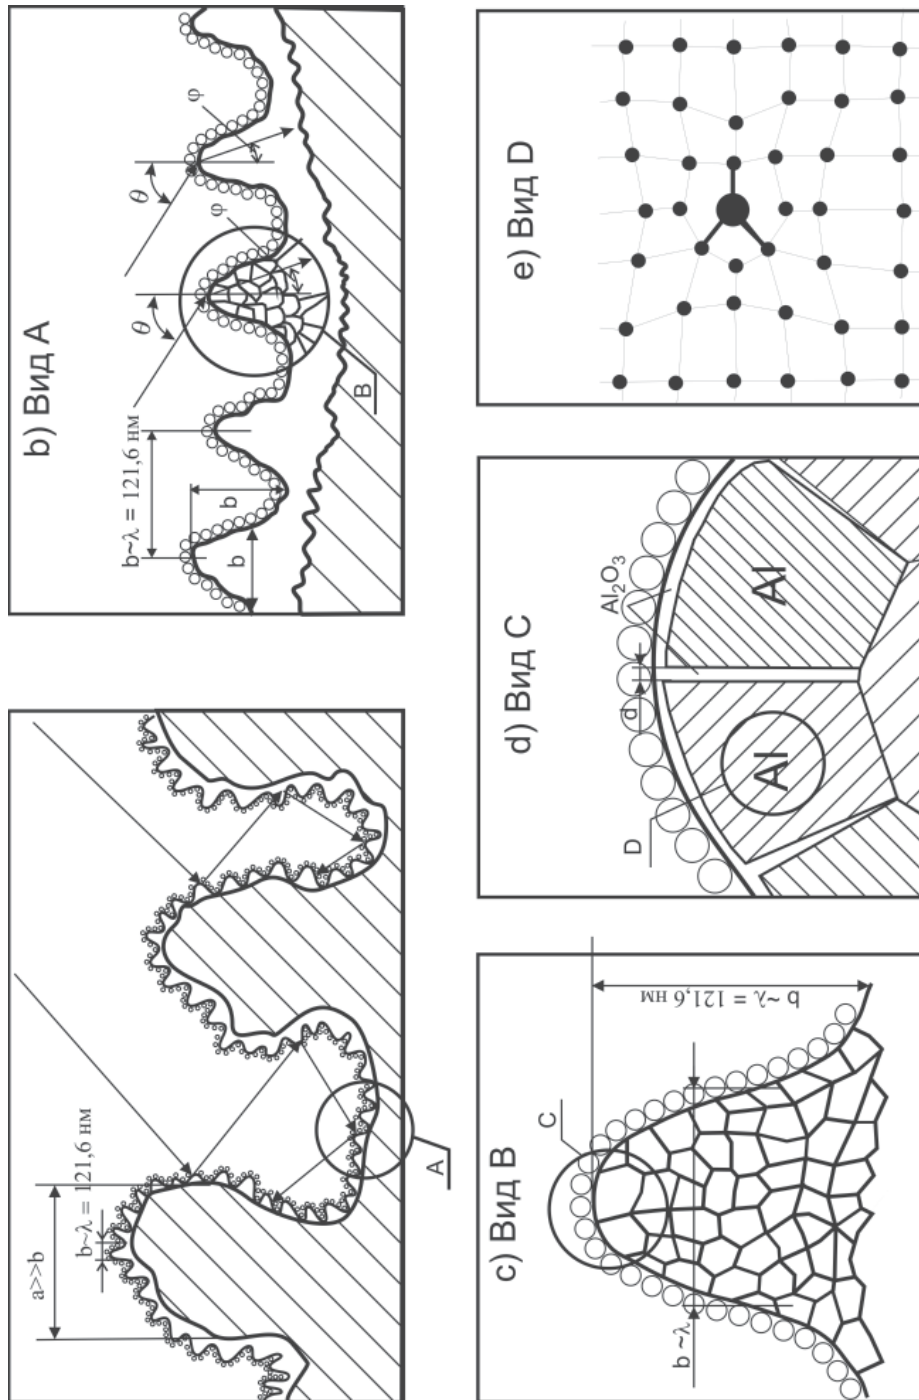 a>>b
b~λ = 121,6 нм
A
b) Вид A
b~λ = 121,6 нм
θ
θ
φ
φ
b
b
B
c) Вид B
C
b ~λ
b ~λ = 121,6 нм
d) Вид C
D
d
Al₂O₃
Al
Al
e) Вид D